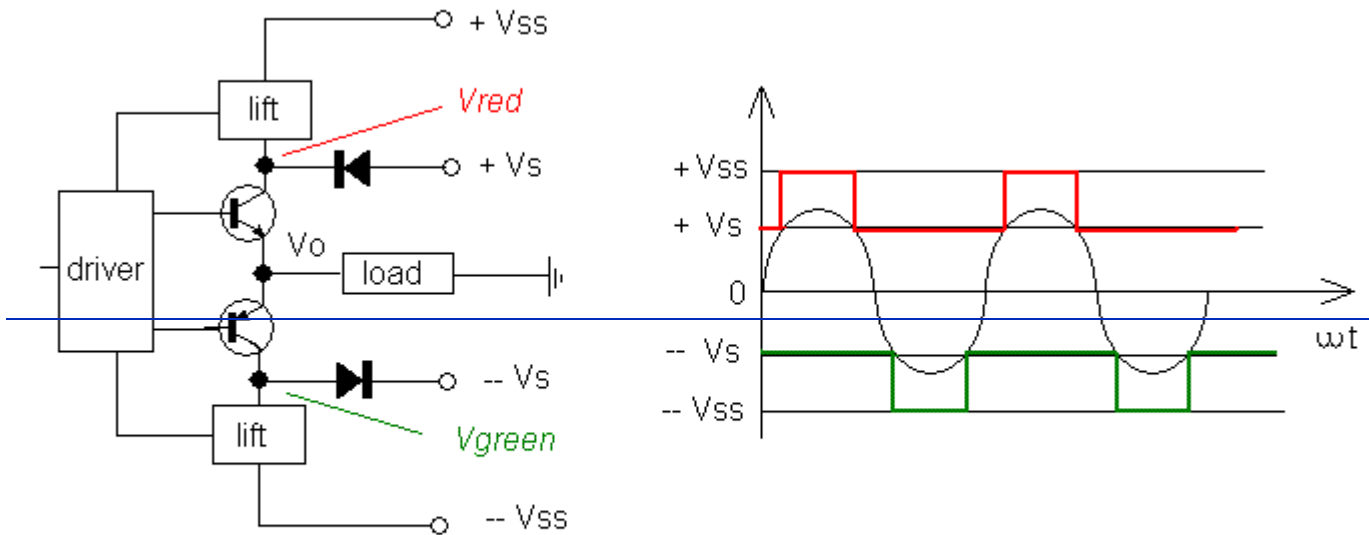 + Vss
lift
Vred
+ Vs
Vo
driver
load
-- Vs
lift
Vgreen
-- Vss
+ Vss
+ Vs
0
ωt
-- Vs
-- Vss